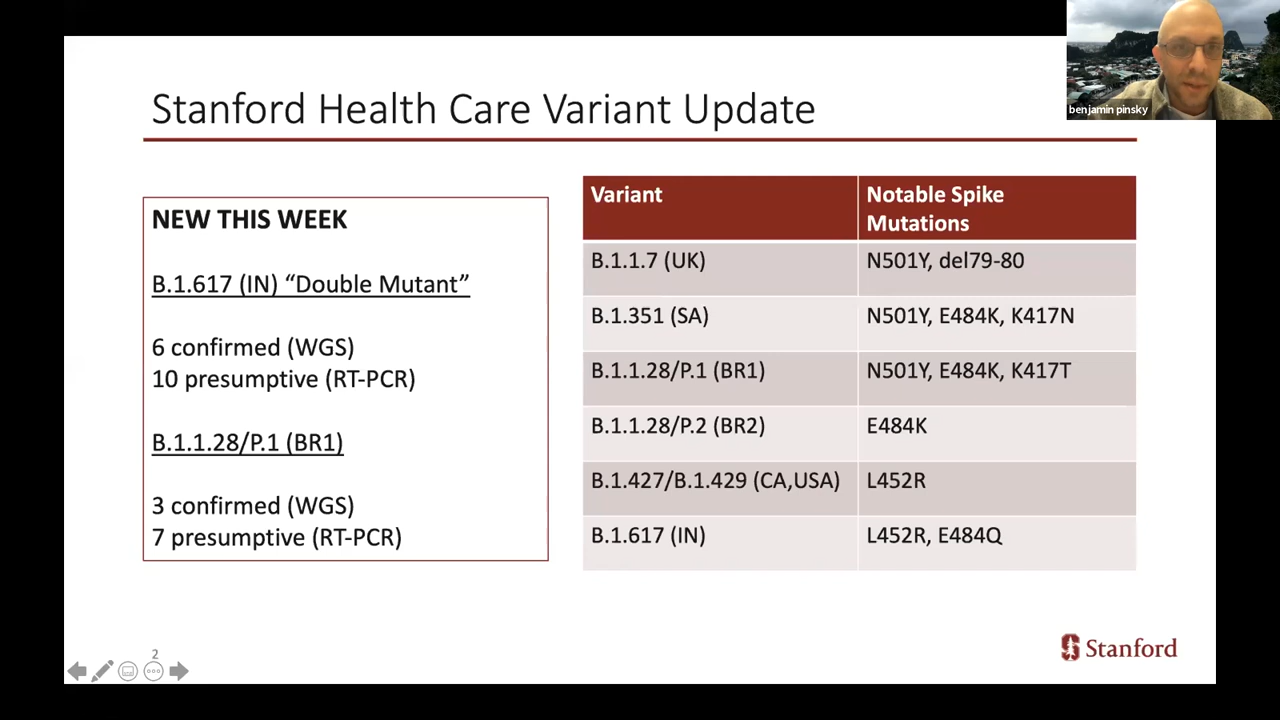 Stanford Health Care Variant Update
benjamin pinsky
NEW THIS WEEK
B.1.617 (IN) “Double Mutant”
6 confirmed (WGS)
10 presumptive (RT-PCR)
B.1.1.28/P.1 (BR1)
3 confirmed (WGS)
7 presumptive (RT-PCR)
Variant
Notable Spike
Mutations
B.1.1.7 (UK)
N501Y, del79-80
B.1.351 (SA)
N501Y, E484K, K417N
B.1.1.28/P.1 (BR1)
N501Y, E484K, K417T
B.1.1.28/P.2 (BR2)
E484K
B.1.427/B.1.429 (CA,USA)
L452R
B.1.617 (IN)
L452R, E484Q
2
Stanford